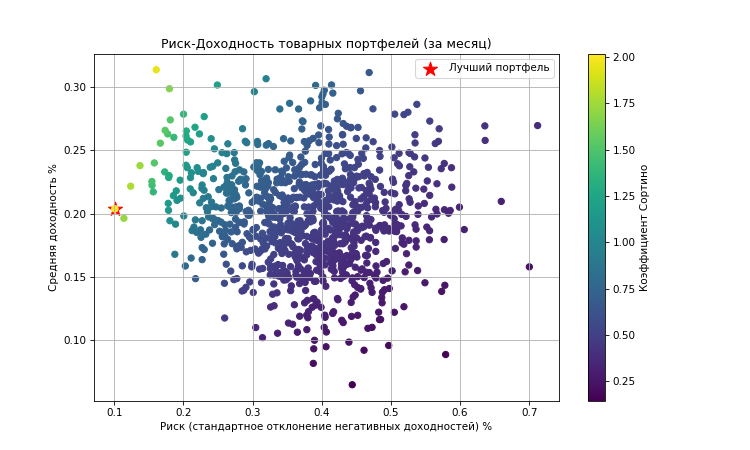 Риск-Доходность товарных портфелей (за месяц)
Лучший портфель
Средняя доходность %
0.30
0.25
0.20
0.15
0.10
0.1 0.2 0.3 0.4 0.5 0.6 0.7
Риск (стандартное отклонение негативных доходностей) %
2.00
1.75
1.50
1.25
1.00
0.75
0.50
0.25
Коэффициент Сортино